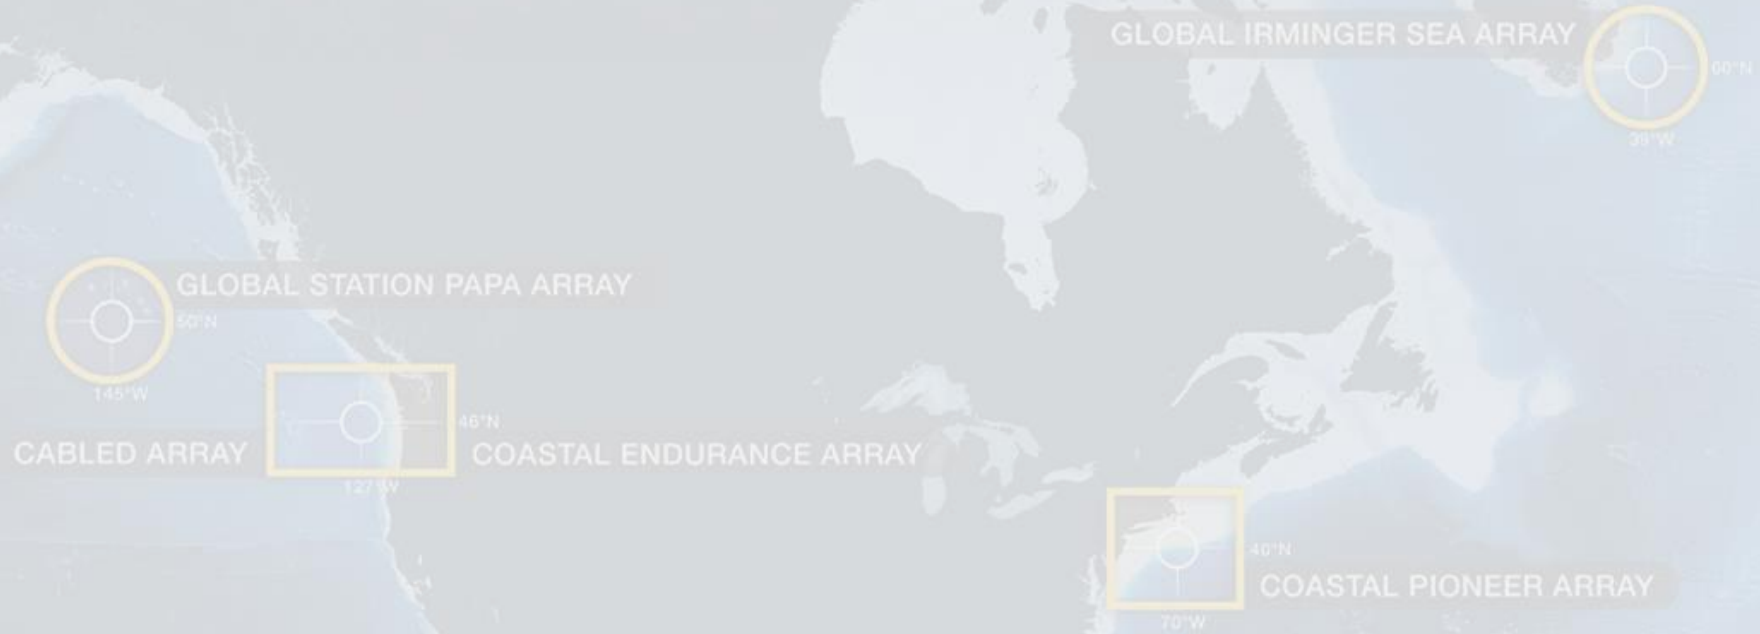 GLOBAL IRMINGER SEA ARRAY
60°N
39°W
GLOBAL STATION PAPA ARRAY
50°N
145°W
46°N
CABLED ARRAY
COASTAL ENDURANCE ARRAY
127°W
40°N
COASTAL PIONEER ARRAY
70°W